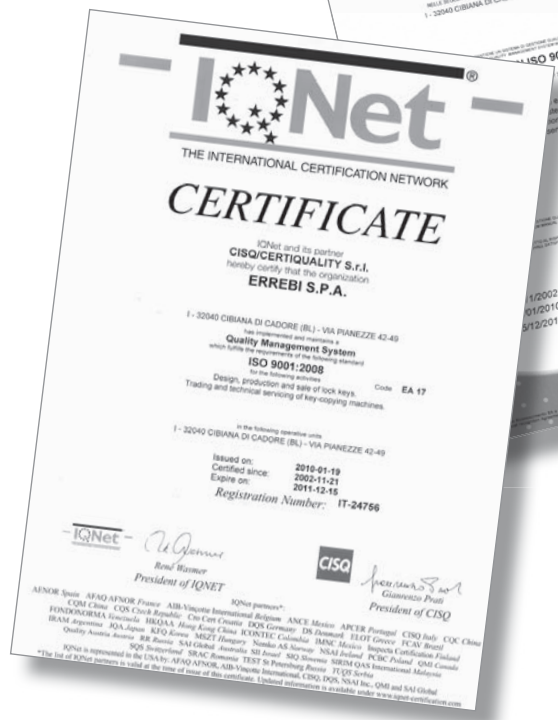 IQNet ®
THE INTERNATIONAL CERTIFICATION NETWORK
CERTIFICATE
IQNet and its partner
CISQ/CERTIQUALITY S.r.l.
hereby certify that the organization
ERREBI S.P.A.
I - 32040 CIBIANA DI CADORE (BL) - VIA PIANEZZE 42-49
has implemented and maintains a
Quality Management System
which fulfills the requirements of the following standard
ISO 9001:2008
for the following activities
Code EA 17
Design, production and sale of lock keys.
Trading and technical servicing of key-copying machines.
in the following operative units
I - 32040 CIBIANA DI CADORE (BL) - VIA PIANEZZE 42-49
Issued on: 2010-01-19
Certified since: 2002-11-21
Expire on: 2011-12-15
Registration Number: IT-24756
IQNet
CISQ
René Wasmer
President of IQNET
Gianrenzo Prati
President of CISQ
IQNet partners*:
AENOR Spain AFAQ AFNOR France AIB-Vinçotte International Belgium ANCE Mexico APCER Portugal CISQ Italy CQC China
CQM China CQS Czech Republic Cro Cert Croatia DQS Germany DS Denmark ELOT Greece FCAV Brazil
FONDONORMA Venezuela HKQAA Hong Kong China ICONTEC Colombia IMNC Mexico Inspecta Certification Finland
IRAM Argentina JQA Japan KFQ Korea MSZT Hungary Nemko AS Norway NSAI Ireland PCBC Poland QMI Canada
Quality Austria Austria RR Russia SAI Global Australia SII Israel SIQ Slovenia SIRIM QAS International Malaysia
SQS Switzerland SRAC Romania TEST St Petersburg Russia TUQS Serbia
IQNet is represented in the USA by: AFAQ AFNOR, AIB-Vinçotte International, CISQ, DQS, NSAI Inc., QMI and SAI Global
*The list of IQNet partners is valid at the time of issue of this certificate. Updated information is available under www.iqnet-certification.com
I - 32040 CIBIANA DI
ISO 90
1/2002
/01/2010
5/12/201